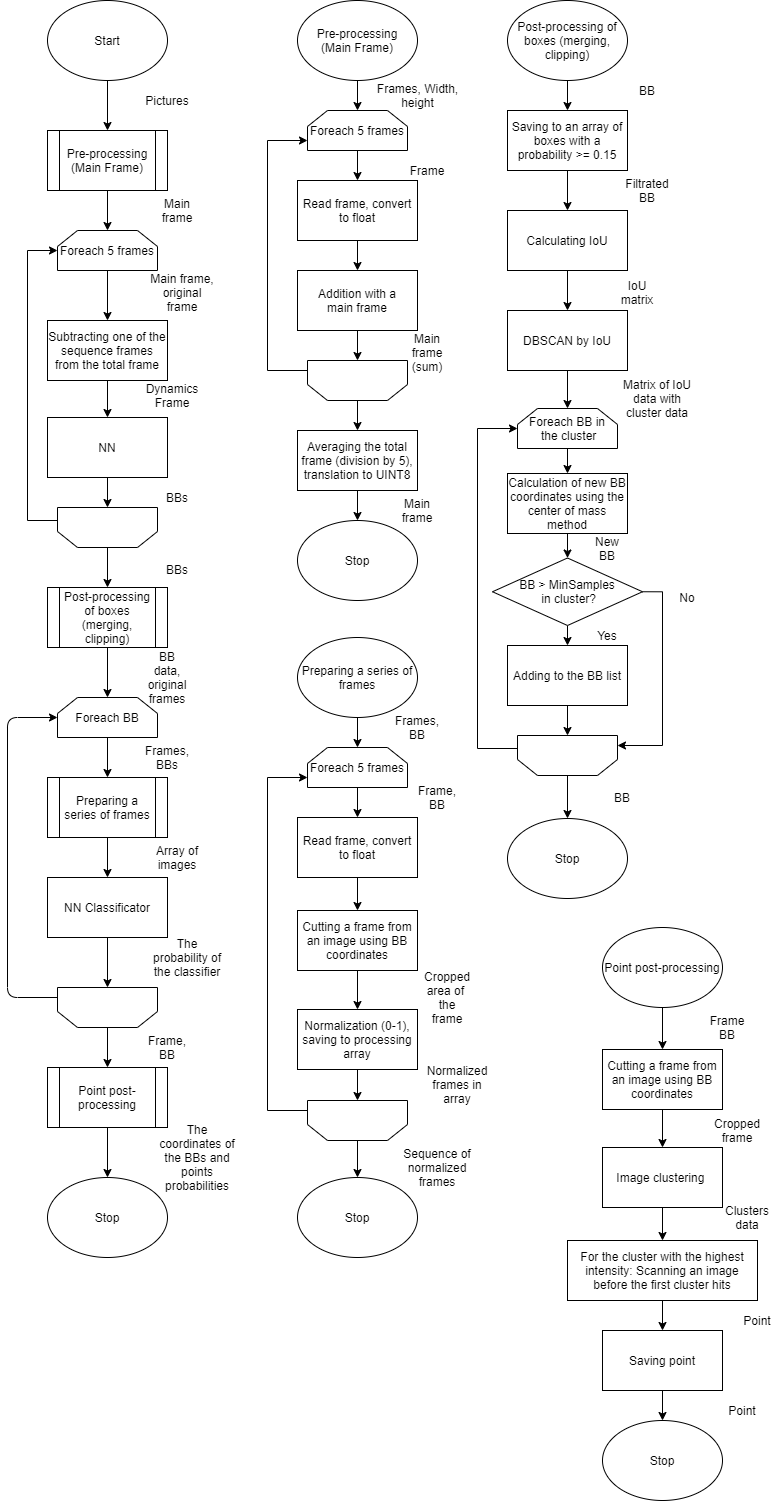 Start
Pictures
Pre-processing
(Main Frame)
Main
frame
Foreach 5 frames
Main frame,
original
frame
Subtracting one of the
sequence frames
from the total frame
Dynamics
Frame
NN
BBs
BBs
Post-processing
of boxes
(merging,
clipping)
BB
data,
original
frames
Foreach BB
Frames,
BBs
Preparing a
series of frames
Array of
images
NN Classificator
The
probability of
the classifier
Frame,
BB
Point post-
processing
The
coordinates of
the BBs and
points
probabilities
Stop
Pre-processing
(Main Frame)
Frames, Width,
height
Foreach 5 frames
Frame
Read frame, convert
to float
Addition with a
main frame
Main
frame
(sum)
Averaging the total
frame (division by 5),
translation to UINT8
Main
frame
Stop
Preparing a series of
frames
Frames,
BB
Foreach 5 frames
Frame,
BB
Read frame, convert
to float
Cutting a frame from
an image using BB
coordinates
Cropped
area of
the
frame
Normalization (0-1),
saving to processing
array
Normalized
frames in
array
Sequence of
normalized
frames
Stop
Post-processing of
boxes (merging,
clipping)
BB
Saving to an array of
boxes with a
probability >= 0.15
Filtrated
BB
Calculating IoU
IoU
matrix
DBSCAN by IoU
Matrix of IoU
data with
cluster data
Foreach BB in
the cluster
Calculation of new BB
coordinates using the
center of mass
method
New
BB
BB > MinSamples
in cluster?
No
Yes
Adding to the BB list
BB
Stop
Point post-processing
Frame
BB
Cutting a frame from
an image using BB
coordinates
Cropped
frame
Image clustering
Clusters
data
For the cluster with the highest
intensity: Scanning an image
before the first cluster hits
Point
Saving point
Point
Stop